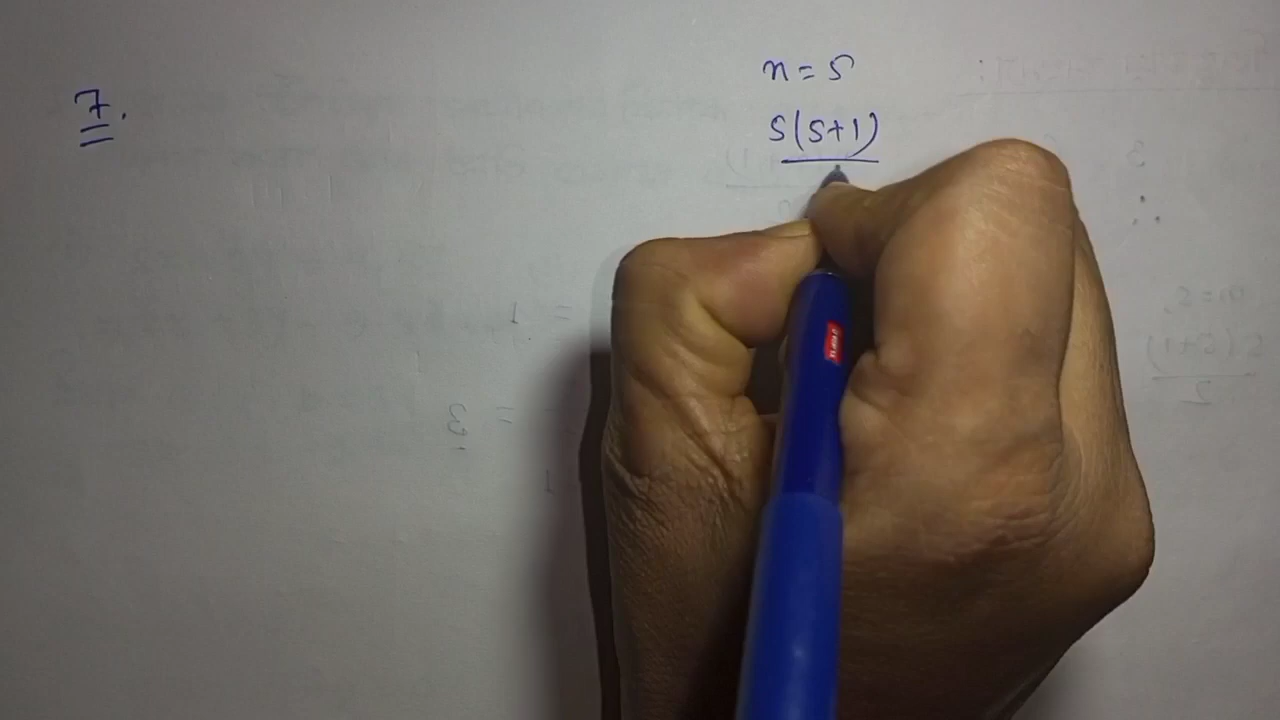 7.
n = 5
5(5+1)